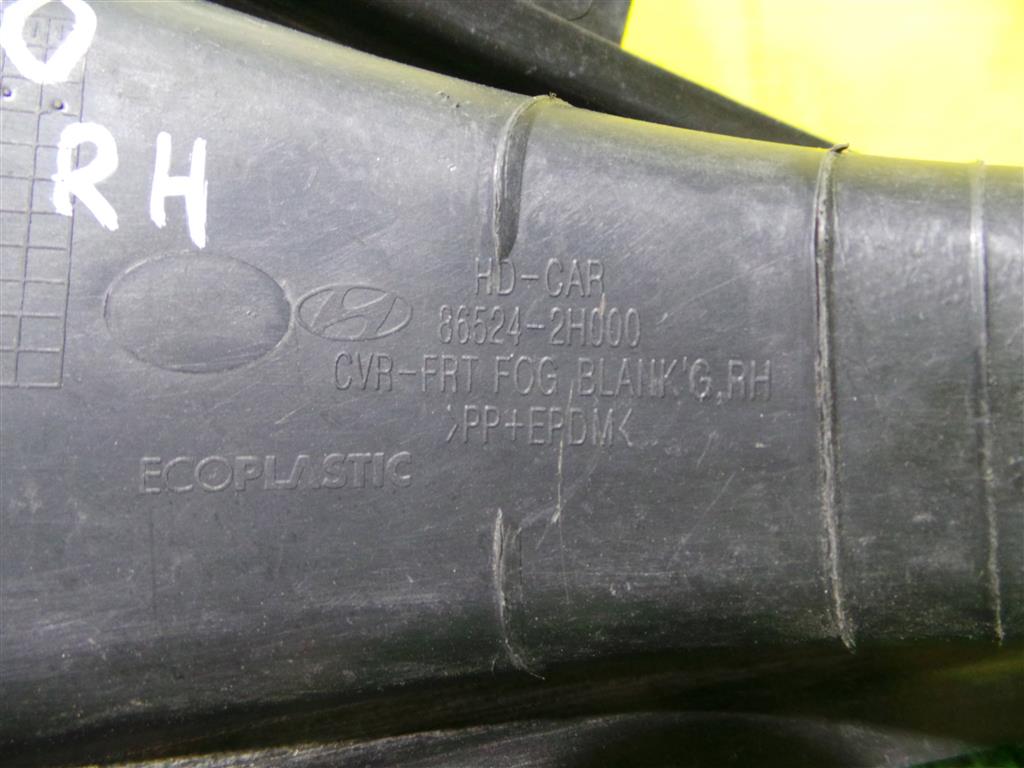 O
RH
HD-CAR
86524-2H000
CVR-FRT FOG BLANK'G,RH
>PP+EPDM<
ECOPLASTIC